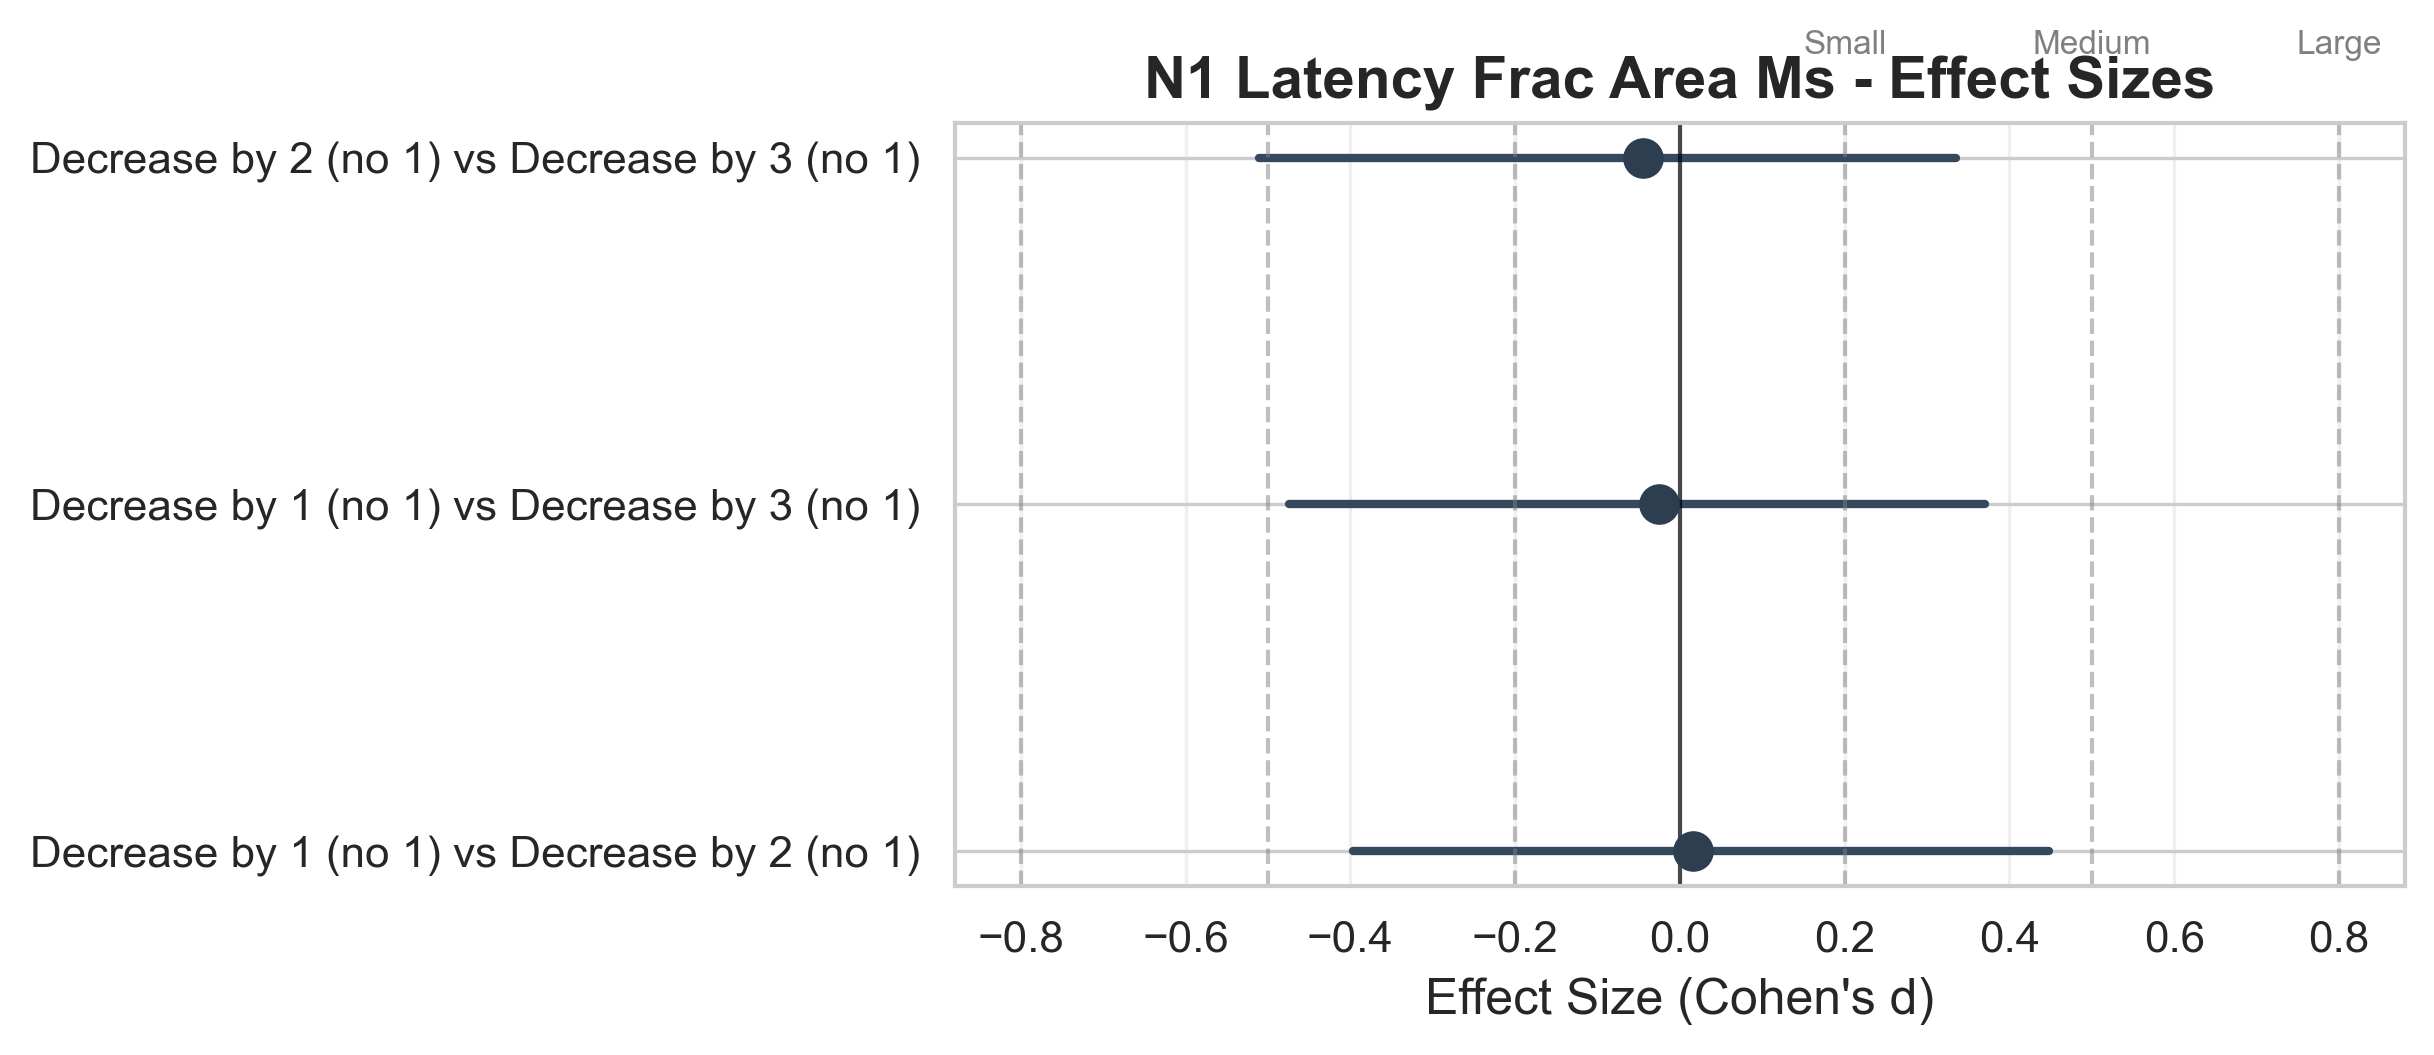 Small Medium Large
N1 Latency Frac Area Ms - Effect Sizes
Decrease by 2 (no 1) vs Decrease by 3 (no 1)
Decrease by 1 (no 1) vs Decrease by 3 (no 1)
Decrease by 1 (no 1) vs Decrease by 2 (no 1)
−0.8 −0.6 −0.4 −0.2 0.0 0.2 0.4 0.6 0.8
Effect Size (Cohen's d)